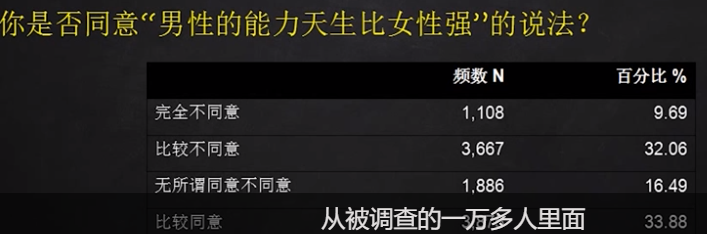 你是否同意“男性的能力天生比女性强”的说法？
频数 N 百分比 %
完全不同意 1,108 9.69
比较不同意 3,667 32.06
无所谓同意不同意 1,886 16.49
比较同意 33.88
从被调查的一万多人里面